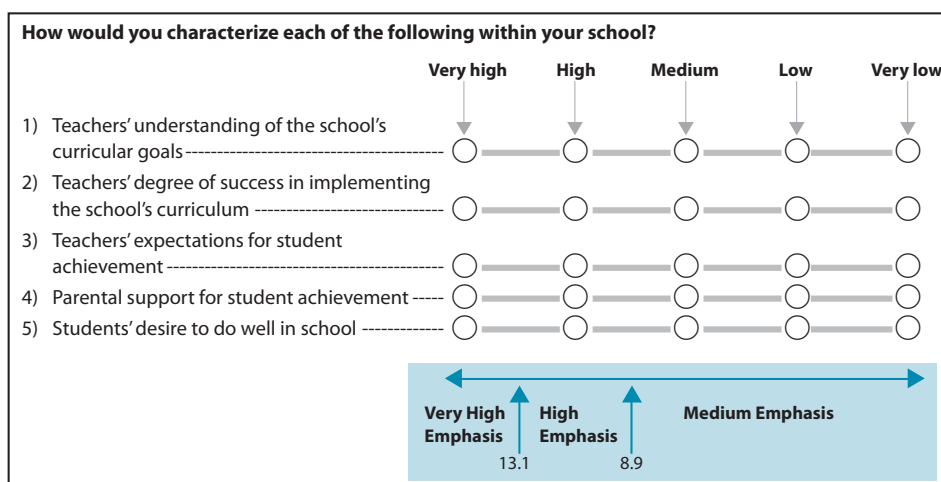 How would you characterize each of the following within your school?
Very high High Medium Low Very low
1) Teachers’ understanding of the school’s
curricular goals
2) Teachers’ degree of success in implementing
the school’s curriculum
3) Teachers’ expectations for student
achievement
4) Parental support for student achievement
5) Students’ desire to do well in school
Very High High Medium Emphasis
Emphasis Emphasis
13.1 8.9